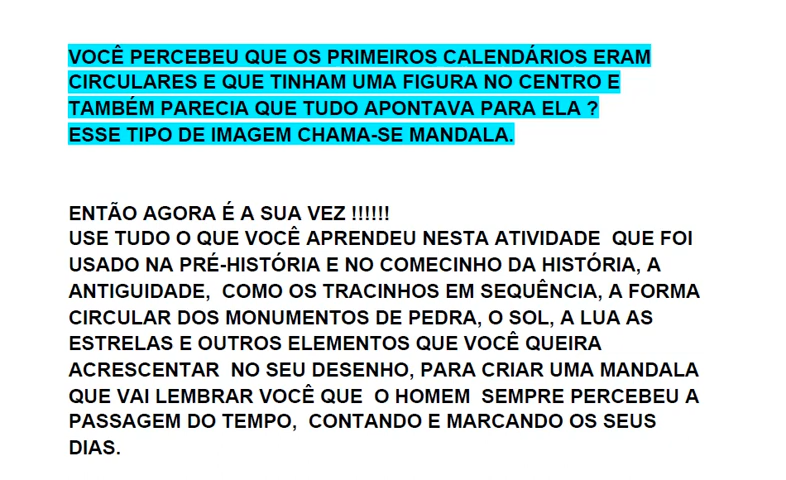 VOCÊ PERCEBEU QUE OS PRIMEIROS CALENDÁRIOS ERAM
CIRCULARES E QUE TINHAM UMA FIGURA NO CENTRO E
TAMBÉM PARECIA QUE TUDO APONTAVA PARA ELA ?
ESSE TIPO DE IMAGEM CHAMA-SE MANDALA.
ENTÃO AGORA É A SUA VEZ !!!!!!
USE TUDO O QUE VOCÊ APRENDEU NESTA ATIVIDADE  QUE FOI
USADO NA PRÉ-HISTÓRIA E NO COMECINHO DA HISTÓRIA, A
ANTIGUIDADE,  COMO OS TRACINHOS EM SEQUÊNCIA, A FORMA
CIRCULAR DOS MONUMENTOS DE PEDRA, O SOL, A LUA AS
ESTRELAS E OUTROS ELEMENTOS QUE VOCÊ QUEIRA
ACRESCENTAR  NO SEU DESENHO, PARA CRIAR UMA MANDALA
QUE VAI LEMBRAR VOCÊ QUE  O HOMEM  SEMPRE PERCEBEU A
PASSAGEM DO TEMPO,  CONTANDO E MARCANDO OS SEUS
DIAS.